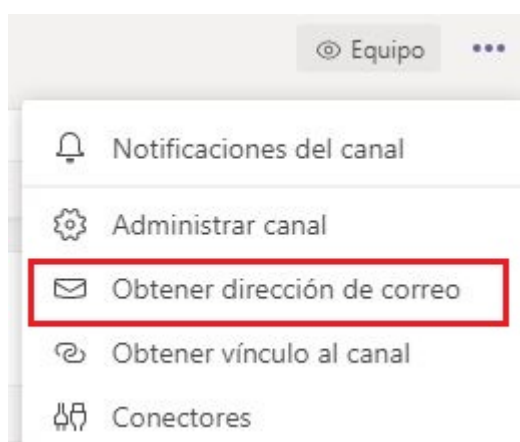 Equipo
Notificaciones del canal
Administrar canal
Obtener dirección de correo
Obtener vínculo al canal
Conectores